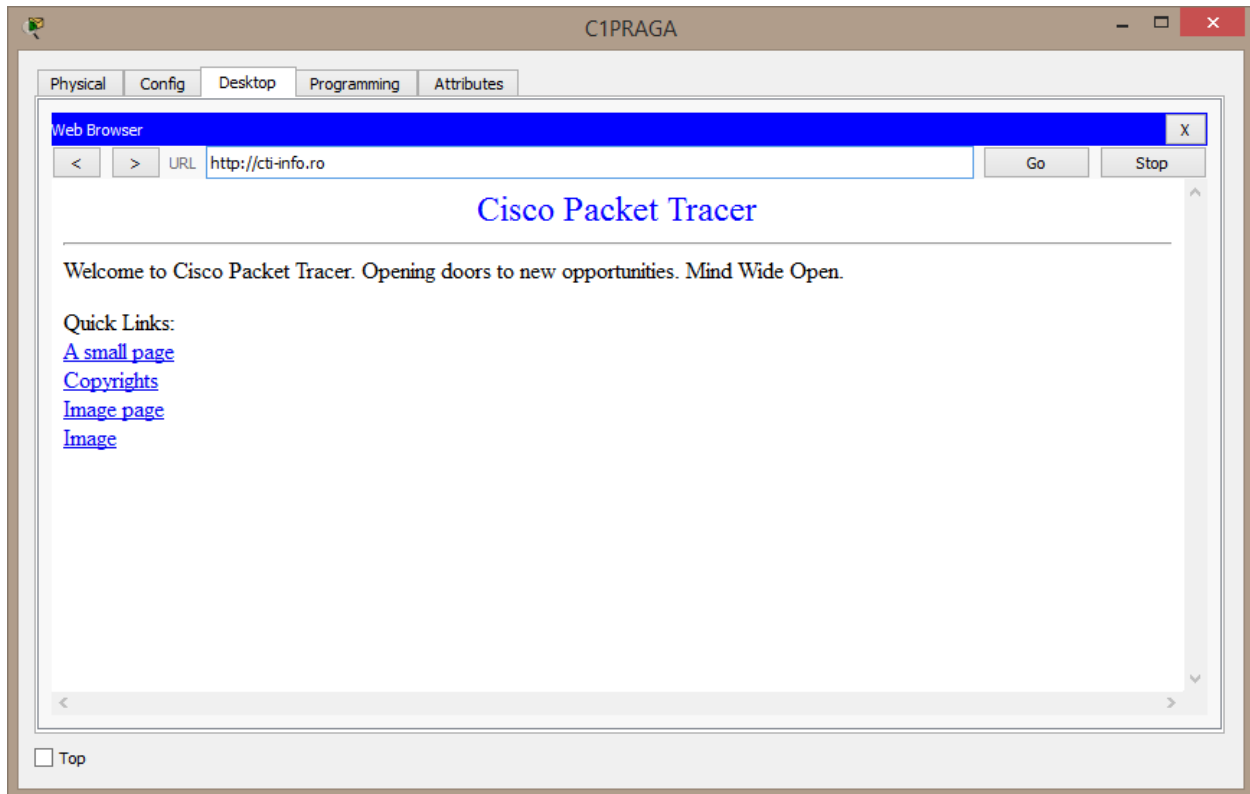 C1PRAGA
Physical Config Desktop Programming Attributes
Web Browser X
< > URL http://cti-info.ro Go Stop
Cisco Packet Tracer
Welcome to Cisco Packet Tracer. Opening doors to new opportunities. Mind Wide Open.
Quick Links:
A small page
Copyrights
Image page
Image
Top